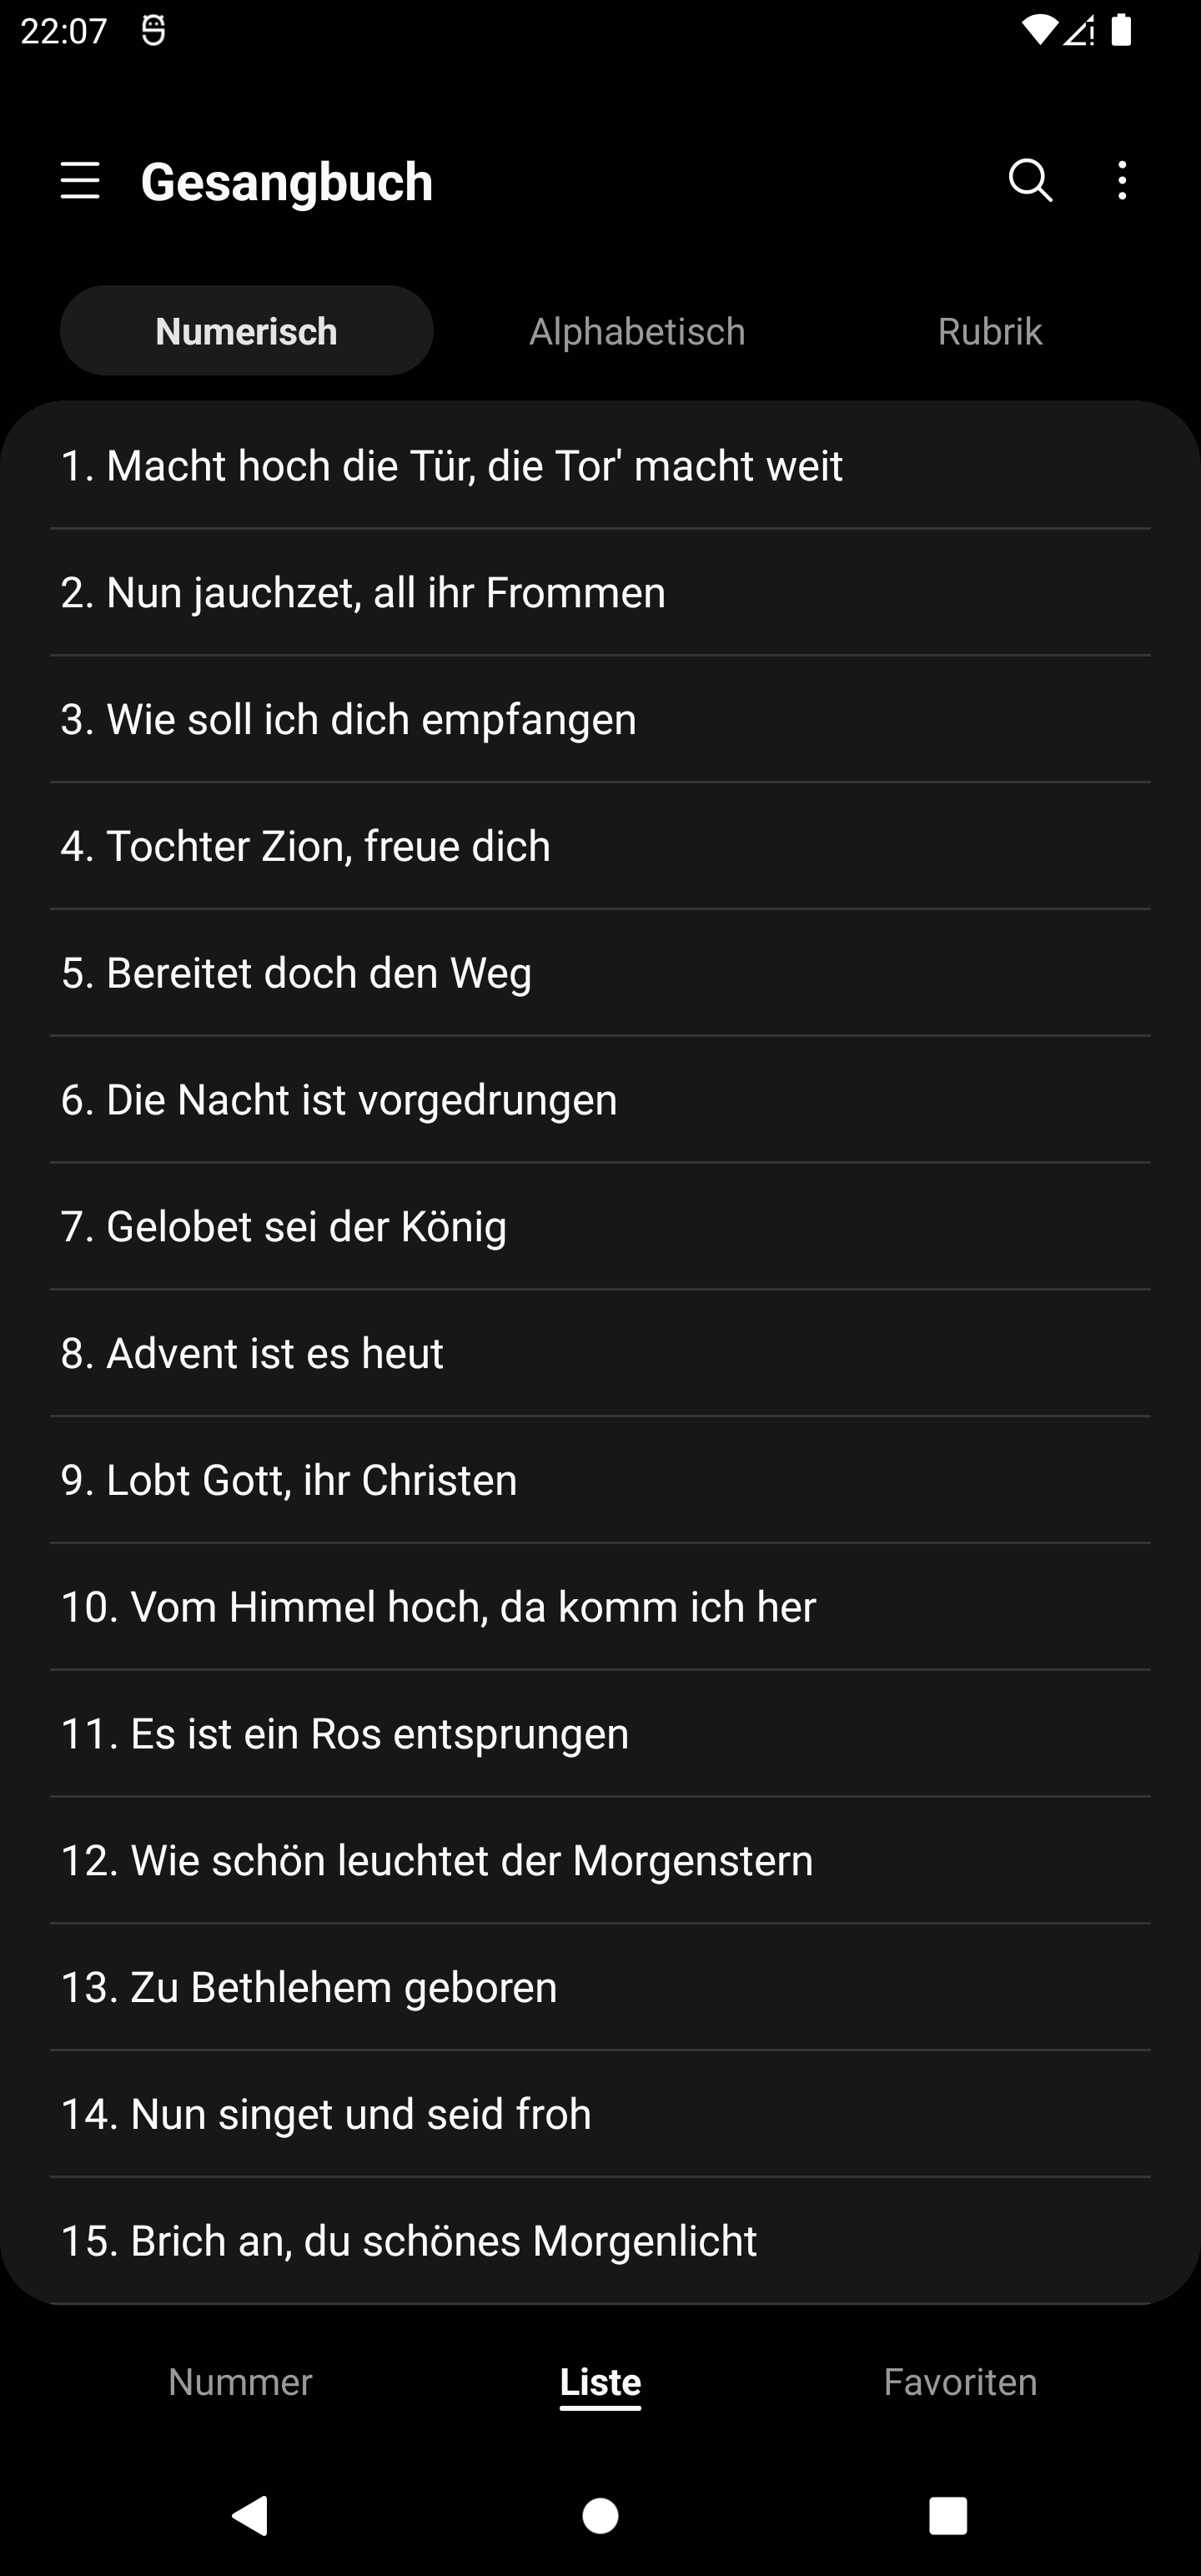 22:07
Gesangbuch
Numerisch Alphabetisch Rubrik
1. Macht hoch die Tür, die Tor' macht weit
2. Nun jauchzet, all ihr Frommen
3. Wie soll ich dich empfangen
4. Tochter Zion, freue dich
5. Bereitet doch den Weg
6. Die Nacht ist vorgedrungen
7. Gelobet sei der König
8. Advent ist es heut
9. Lobt Gott, ihr Christen
10. Vom Himmel hoch, da komm ich her
11. Es ist ein Ros entsprungen
12. Wie schön leuchtet der Morgenstern
13. Zu Bethlehem geboren
14. Nun singet und seid froh
15. Brich an, du schönes Morgenlicht
Nummer Liste Favoriten